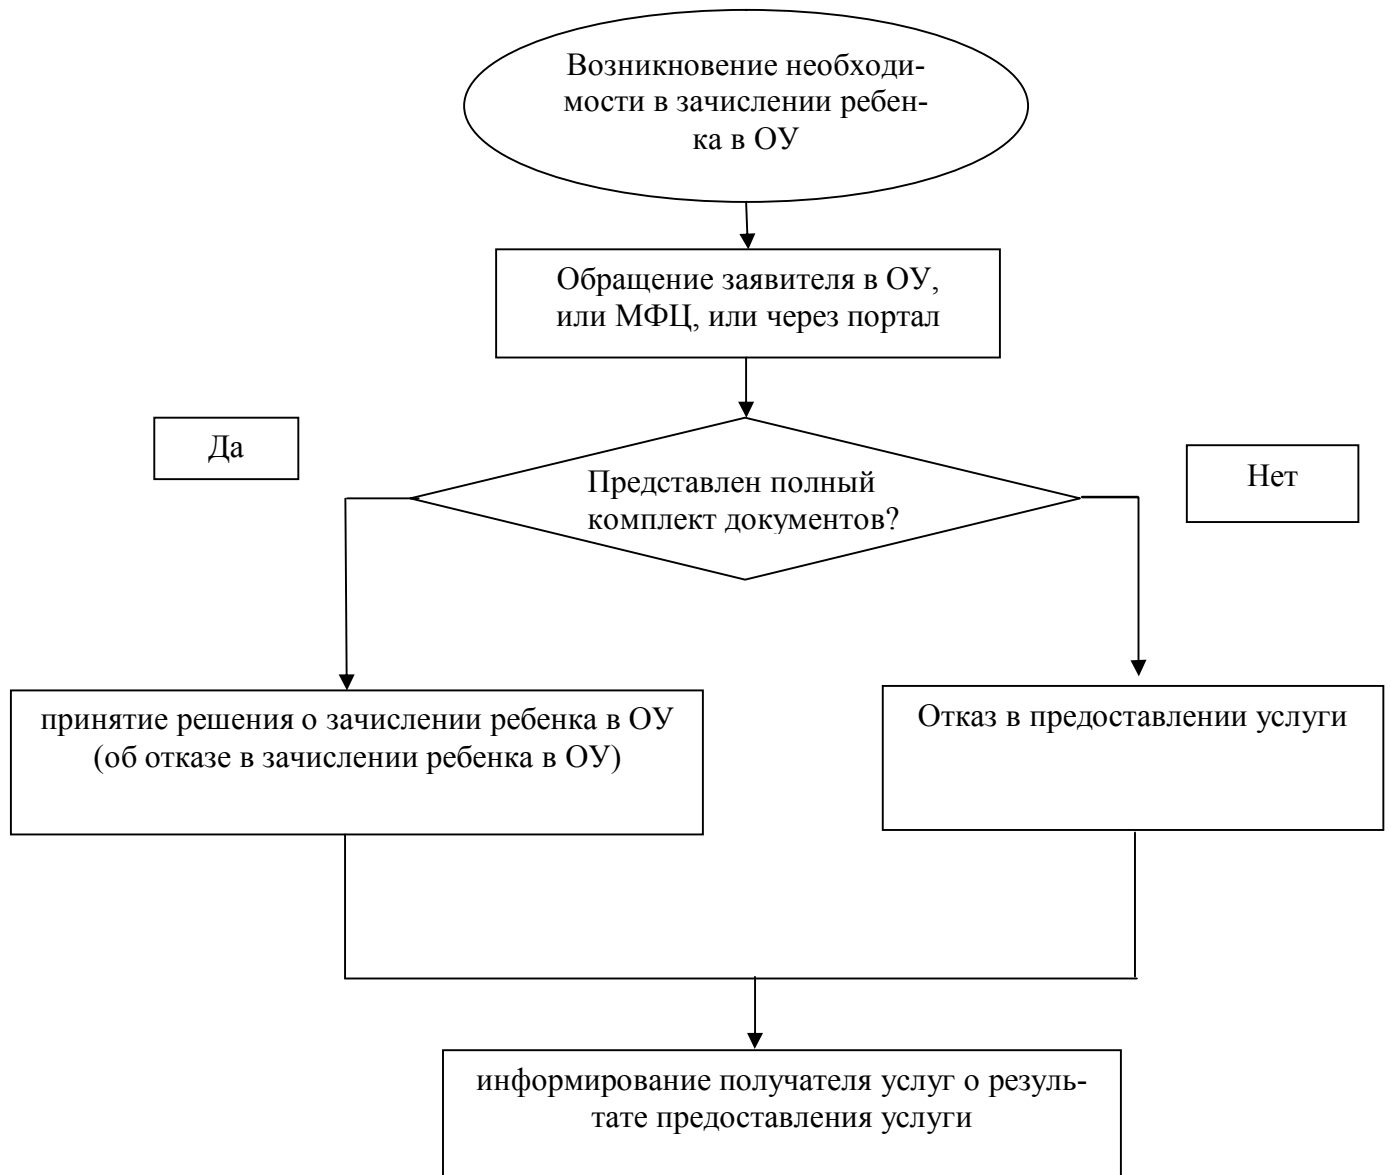 Возникновение необходи-
мости в зачислении ребен-
ка в ОУ
Обращение заявителя в ОУ,
или МФЦ, или через портал
Да
Представлен полный
комплект документов?
Нет
принятие решения о зачислении ребенка в ОУ
(об отказе в зачислении ребенка в ОУ)
Отказ в предоставлении услуги
информирование получателя услуг о резуль-
тате предоставления услуги